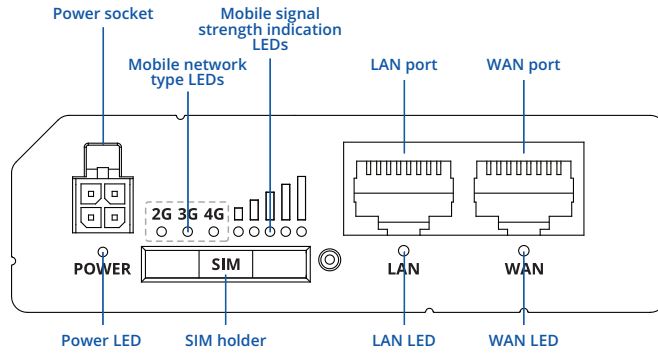 Power socket
Mobile signal
strength indication
LEDs
Mobile network
type LEDs
LAN port
WAN port
2G 3G 4G
POWER
SIM
LAN
WAN
Power LED
SIM holder
LAN LED
WAN LED